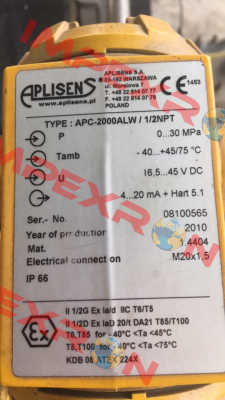 APLISENS
www.aplisens.pl
APLISENS S.A.
03-192 WARSZAWA
ul. Morelowa 7
T. +48 22 814 07 77
F. +48 22 814 07 78
POLAND
CE 1453
TYPE : APC-2000ALW / 1/2NPT
P 0...30 MPa
Tamb - 40...+45/75 °C
U 16,5...45 V DC
4...20 mA + Hart 5.1
Ser.- No. 08100565
Year of production 2010
Mat. 1.4404
Electrical connection M20x1,5
IP 66
Ex
II 1/2G Ex ia/d IIC T6/T5
II 1/2D Ex iaD 20/t DA21 T85/T100
T6,T85 for - 40°C <Ta <45°C
T5,T100 for - 40°C <Ta <75°C
KDB 08 ATEX 224X
IMPEXRON